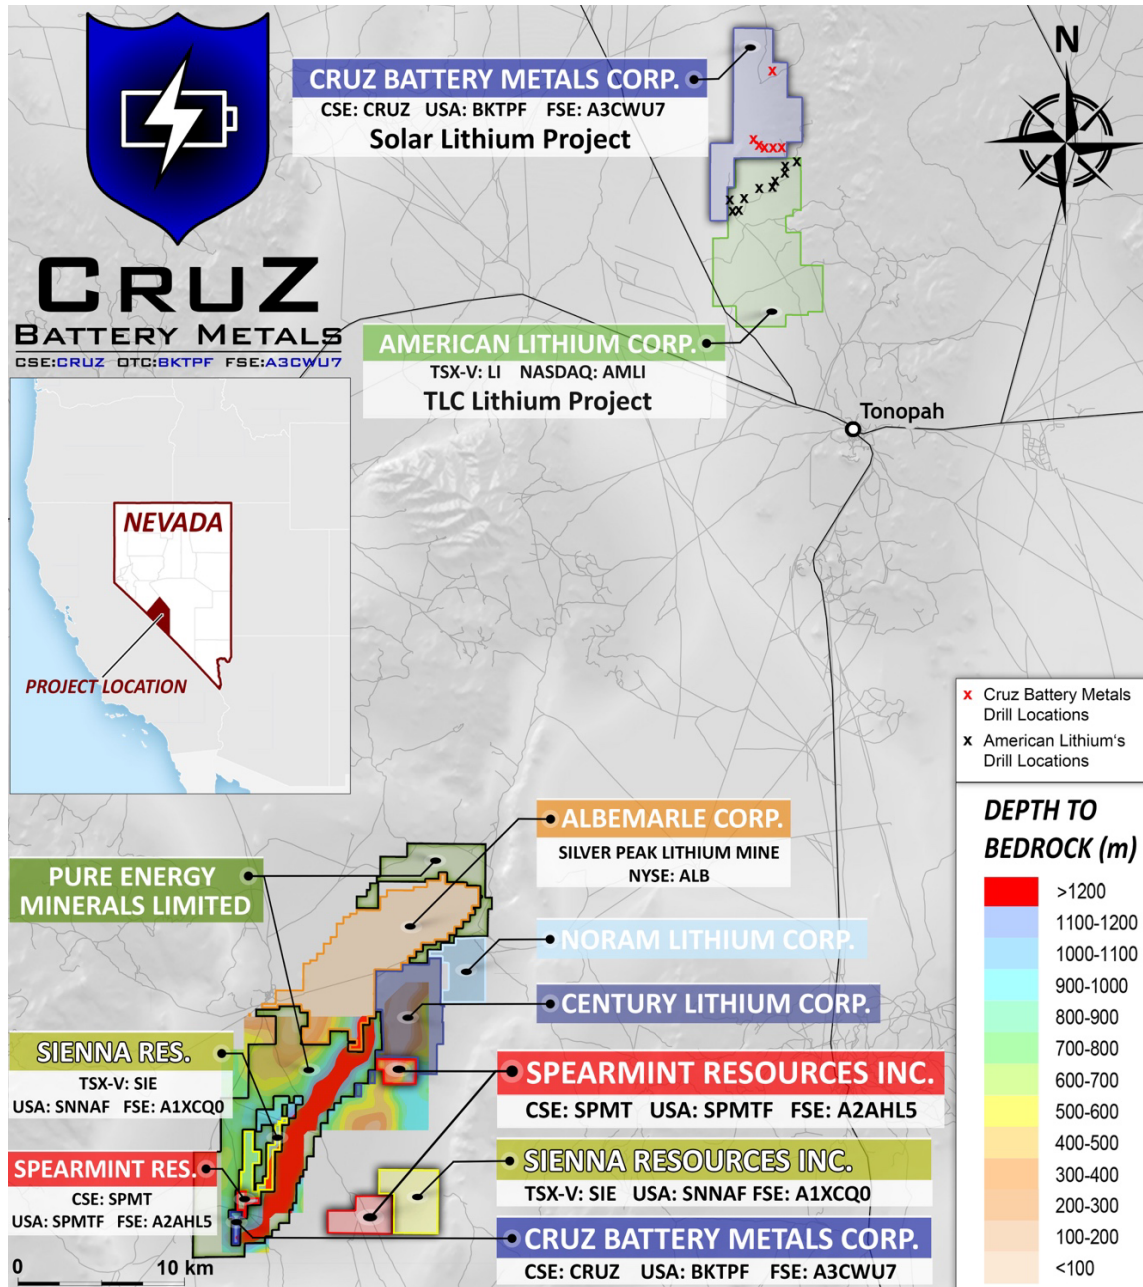 CRUZ
BATTERY METALS
CSE:CRUZ OTC:BKTPF FSE:A3CWU7
CRUZ BATTERY METALS CORP.
CSE: CRUZ USA: BKTPF FSE: A3CWU7
Solar Lithium Project
N
AMERICAN LITHIUM CORP.
TSX-V: LI NASDAQ: AMLI
TLC Lithium Project
Tonopah
NEVADA
PROJECT LOCATION
x Cruz Battery Metals
Drill Locations
x American Lithium's
Drill Locations
DEPTH TO
BEDROCK (m)
>1200
1100-1200
1000-1100
900-1000
800-900
700-800
600-700
500-600
400-500
300-400
200-300
100-200
<100
ALBEMARLE CORP.
SILVER PEAK LITHIUM MINE
NYSE: ALB
PURE ENERGY
MINERALS LIMITED
NORAM LITHIUM CORP.
CENTURY LITHIUM CORP.
SIENNA RES.
TSX-V: SIE
USA: SNNAF FSE: A1XCQ0
SPEARMINT RESOURCES INC.
CSE: SPMT USA: SPMTF FSE: A2AHL5
SPEARMINT RES.
CSE: SPMT
USA: SPMTF FSE: A2AHL5
SIENNA RESOURCES INC.
TSX-V: SIE USA: SNNAF FSE: A1XCQ0
CRUZ BATTERY METALS CORP.
CSE: CRUZ USA: BKTPF FSE: A3CWU7
0 10 km